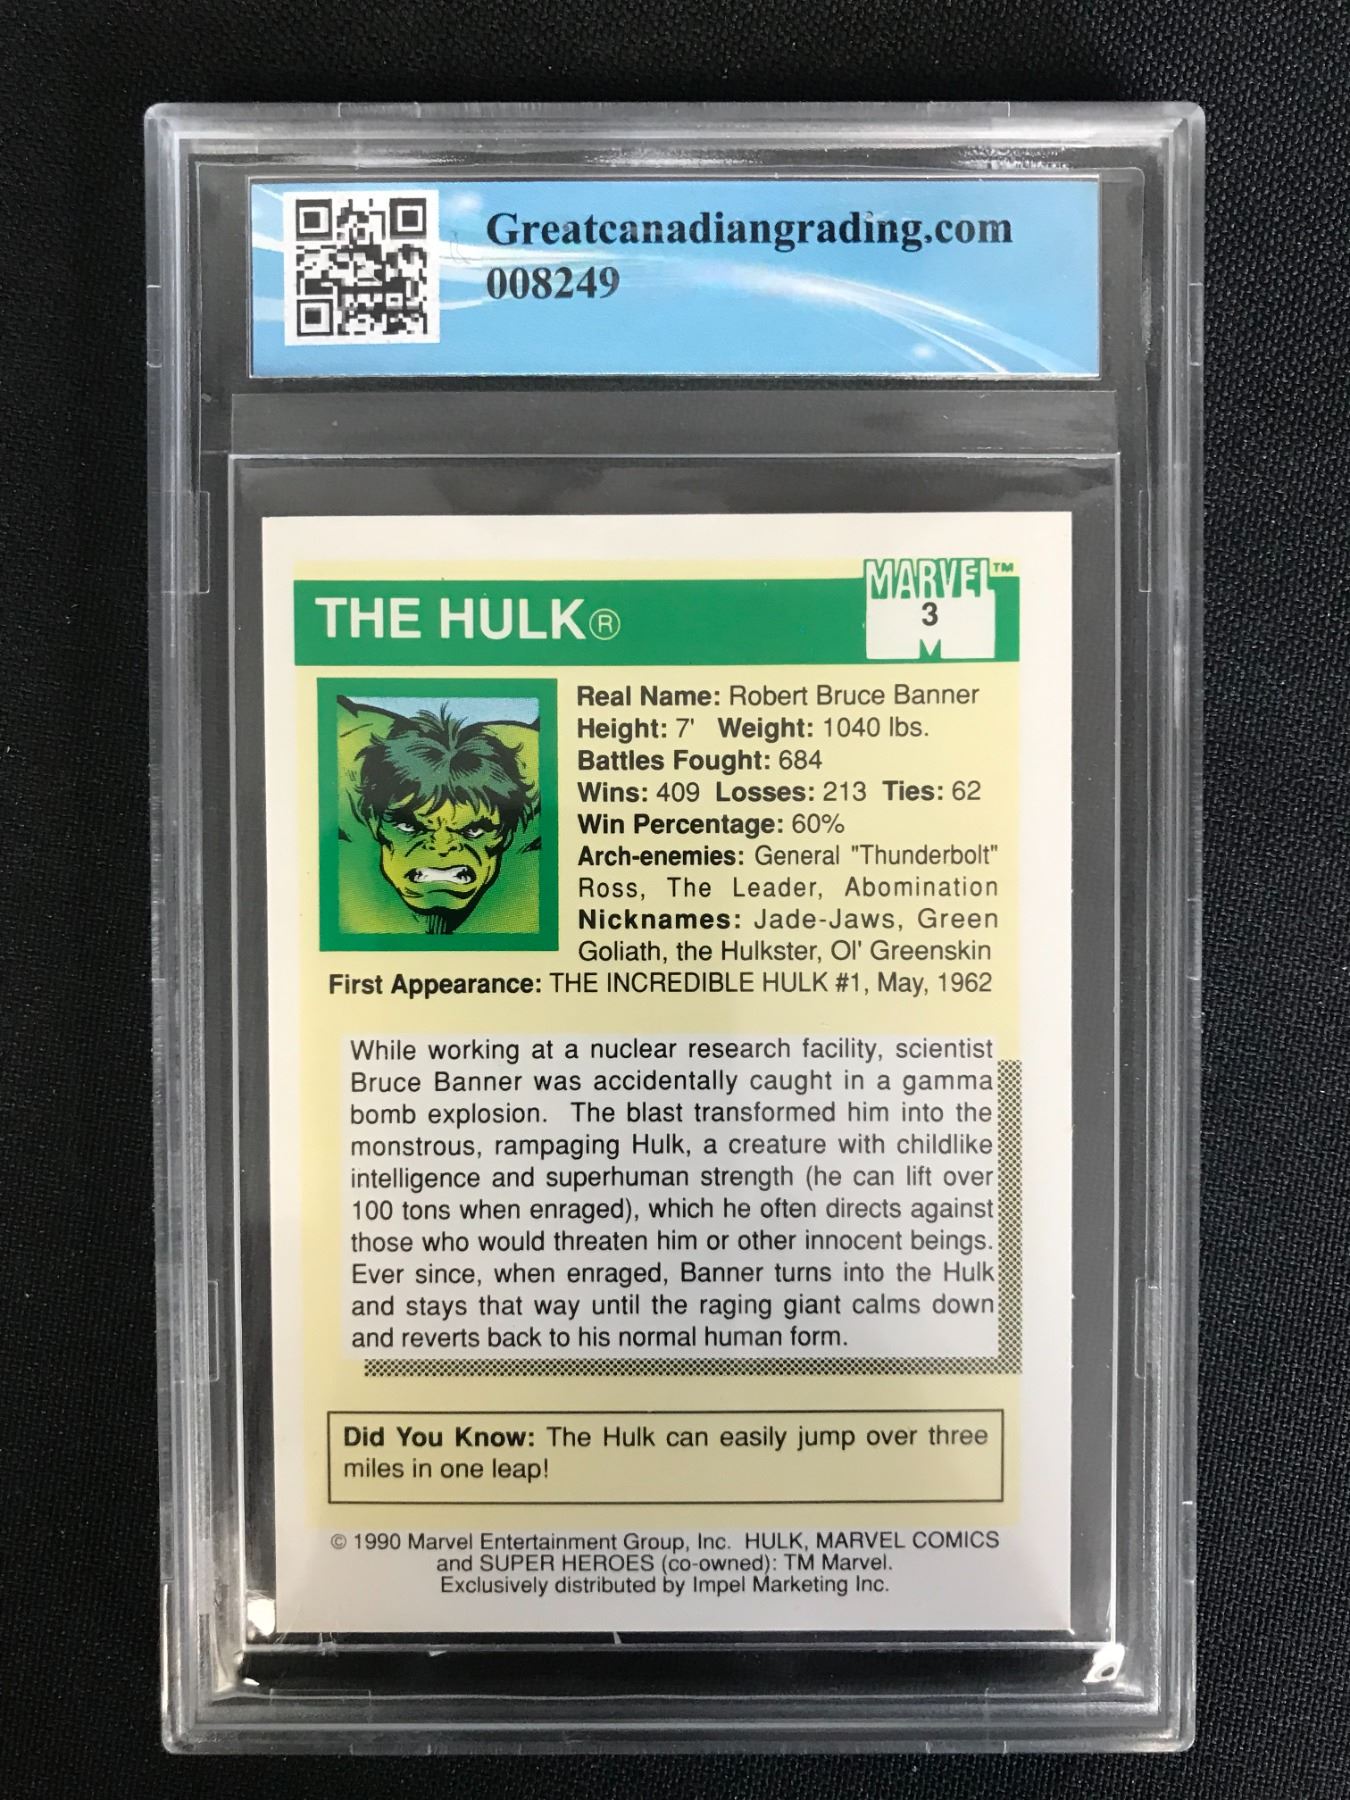 Greatcanadiangrading.com
008249
MARVEL™
THE HULK®
3
Real Name: Robert Bruce Banner
Height: 7' Weight: 1040 lbs.
Battles Fought: 684
Wins: 409 Losses: 213 Ties: 62
Win Percentage: 60%
Arch-enemies: General "Thunderbolt"
Ross, The Leader, Abomination
Nicknames: Jade-Jaws, Green
Goliath, the Hulkster, Ol' Greenskin
First Appearance: THE INCREDIBLE HULK #1, May, 1962
While working at a nuclear research facility, scientist
Bruce Banner was accidentally caught in a gamma
bomb explosion. The blast transformed him into the
monstrous, rampaging Hulk, a creature with childlike
intelligence and superhuman strength (he can lift over
100 tons when enraged), which he often directs against
those who would threaten him or other innocent beings.
Ever since, when enraged, Banner turns into the Hulk
and stays that way until the raging giant calms down
and reverts back to his normal human form.
Did You Know: The Hulk can easily jump over three
miles in one leap!
© 1990 Marvel Entertainment Group, Inc. HULK, MARVEL COMICS
and SUPER HEROES (co-owned): TM Marvel.
Exclusively distributed by Impel Marketing Inc.